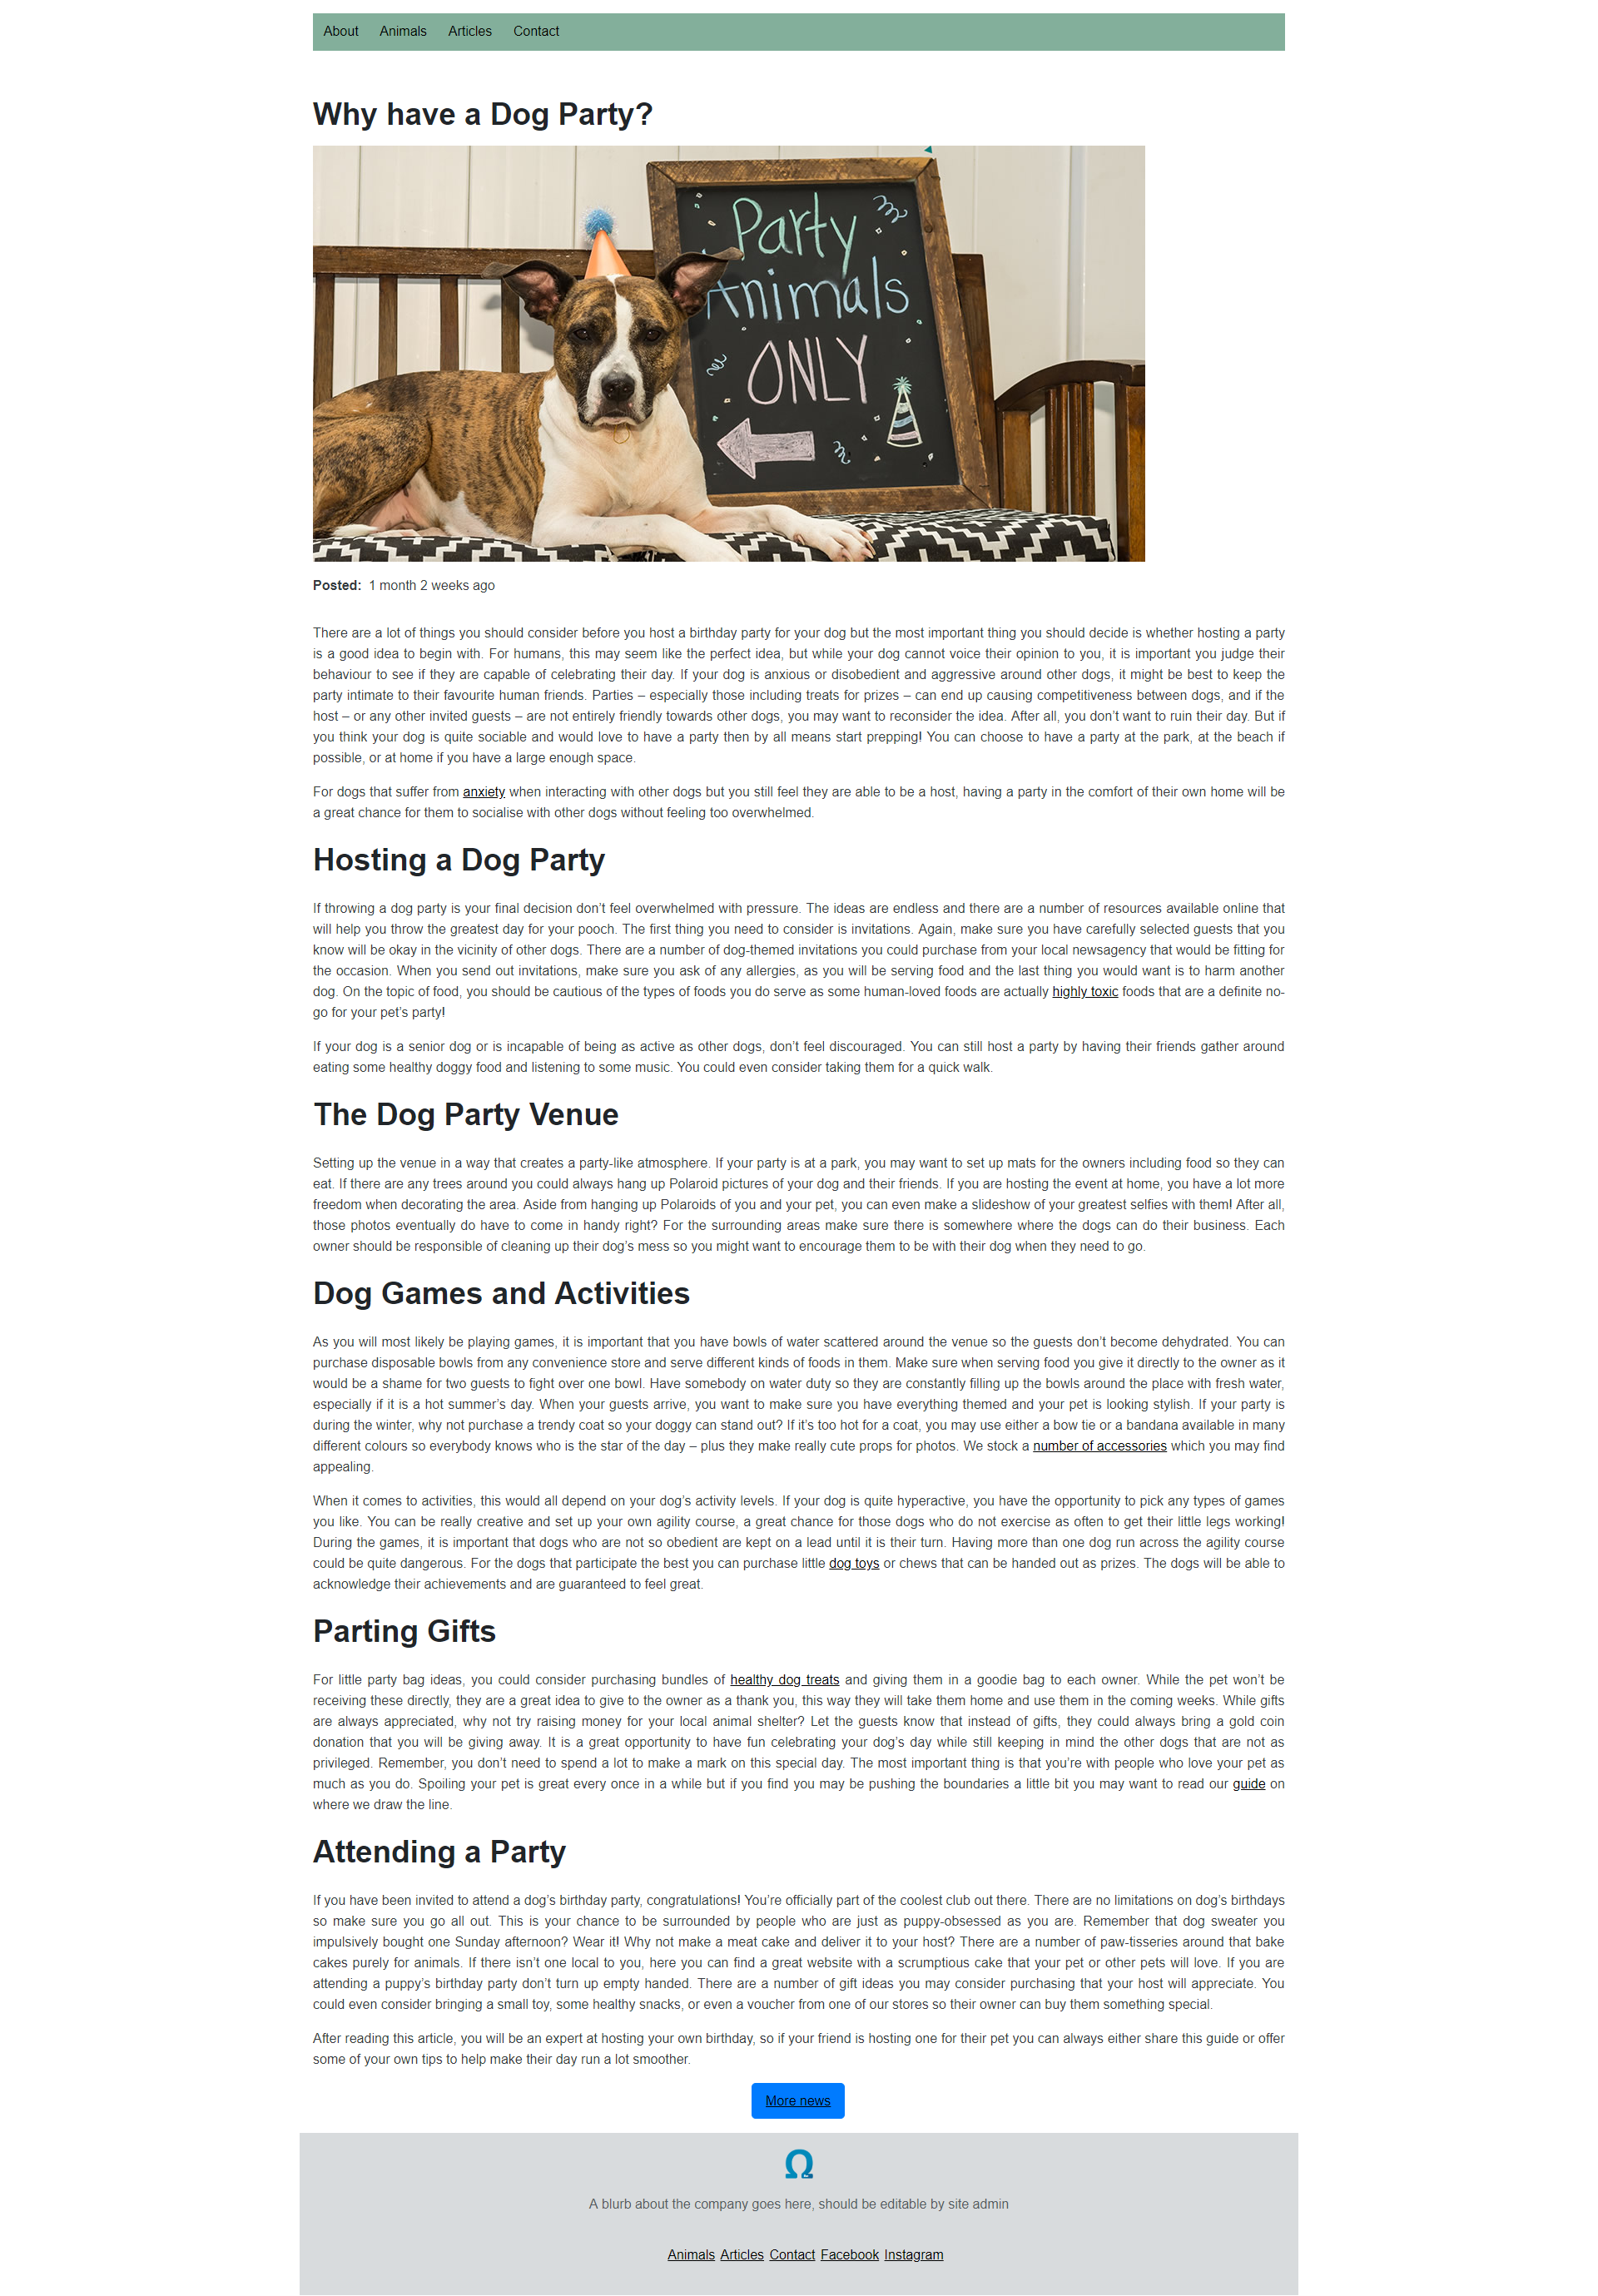 About Animals Articles Contact
Why have a Dog Party?
Party
Animals
ONLY
Posted: 1 month 2 weeks ago
There are a lot of things you should consider before you host a birthday party for your dog but the most important thing you should decide is whether hosting a party
is a good idea to begin with. For humans, this may seem like the perfect idea, but while your dog cannot voice their opinion to you, it is important you judge their
behaviour to see if they are capable of celebrating their day. If your dog is anxious or disobedient and aggressive around other dogs, it might be best to keep the
party intimate to their favourite human friends. Parties – especially those including treats for prizes – can end up causing competitiveness between dogs, and if the
host – or any other invited guests – are not entirely friendly towards other dogs, you may want to reconsider the idea. After all, you don’t want to ruin their day. But if
you think your dog is quite sociable and would love to have a party then by all means start prepping! You can choose to have a party at the park, at the beach if
possible, or at home if you have a large enough space.
For dogs that suffer from anxiety when interacting with other dogs but you still feel they are able to be a host, having a party in the comfort of their own home will be
a great chance for them to socialise with other dogs without feeling too overwhelmed.
Hosting a Dog Party
If throwing a dog party is your final decision don’t feel overwhelmed with pressure. The ideas are endless and there are a number of resources available online that
will help you throw the greatest day for your pooch. The first thing you need to consider is invitations. Again, make sure you have carefully selected guests that you
know will be okay in the vicinity of other dogs. There are a number of dog-themed invitations you could purchase from your local newsagency that would be fitting for
the occasion. When you send out invitations, make sure you ask of any allergies, as you will be serving food and the last thing you would want is to harm another
dog. On the topic of food, you should be cautious of the types of foods you do serve as some human-loved foods are actually highly toxic foods that are a definite no-
go for your pet’s party!
If your dog is a senior dog or is incapable of being as active as other dogs, don’t feel discouraged. You can still host a party by having their friends gather around
eating some healthy doggy food and listening to some music. You could even consider taking them for a quick walk.
The Dog Party Venue
Setting up the venue in a way that creates a party-like atmosphere. If your party is at a park, you may want to set up mats for the owners including food so they can
eat. If there are any trees around you could always hang up Polaroid pictures of your dog and their friends. If you are hosting the event at home, you have a lot more
freedom when decorating the area. Aside from hanging up Polaroids of you and your pet, you can even make a slideshow of your greatest selfies with them! After all,
those photos eventually do have to come in handy right? For the surrounding areas make sure there is somewhere where the dogs can do their business. Each
owner should be responsible of cleaning up their dog’s mess so you might want to encourage them to be with their dog when they need to go.
Dog Games and Activities
As you will most likely be playing games, it is important that you have bowls of water scattered around the venue so the guests don’t become dehydrated. You can
purchase disposable bowls from any convenience store and serve different kinds of foods in them. Make sure when serving food you give it directly to the owner as it
would be a shame for two guests to fight over one bowl. Have somebody on water duty so they are constantly filling up the bowls around the place with fresh water,
especially if it is a hot summer’s day. When your guests arrive, you want to make sure you have everything themed and your pet is looking stylish. If your party is
during the winter, why not purchase a trendy coat so your doggy can stand out? If it’s too hot for a coat, you may use either a bow tie or a bandana available in many
different colours so everybody knows who is the star of the day – plus they make really cute props for photos. We stock a number of accessories which you may find
appealing.
When it comes to activities, this would all depend on your dog’s activity levels. If your dog is quite hyperactive, you have the opportunity to pick any types of games
you like. You can be really creative and set up your own agility course, a great chance for those dogs who do not exercise as often to get their little legs working!
During the games, it is important that dogs who are not so obedient are kept on a lead until it is their turn. Having more than one dog run across the agility course
could be quite dangerous. For the dogs that participate the best you can purchase little dog toys or chews that can be handed out as prizes. The dogs will be able to
acknowledge their achievements and are guaranteed to feel great.
Parting Gifts
For little party bag ideas, you could consider purchasing bundles of healthy dog treats and giving them in a goodie bag to each owner. While the pet won’t be
receiving these directly, they are a great idea to give to the owner as a thank you, this way they will take them home and use them in the coming weeks. While gifts
are always appreciated, why not try raising money for your local animal shelter? Let the guests know that instead of gifts, they could always bring a gold coin
donation that you will be giving away. It is a great opportunity to have fun celebrating your dog’s day while still keeping in mind the other dogs that are not as
privileged. Remember, you don’t need to spend a lot to make a mark on this special day. The most important thing is that you’re with people who love your pet as
much as you do. Spoiling your pet is great every once in a while but if you find you may be pushing the boundaries a little bit you may want to read our guide on
where we draw the line.
Attending a Party
If you have been invited to attend a dog’s birthday party, congratulations! You’re officially part of the coolest club out there. There are no limitations on dog’s birthdays
so make sure you go all out. This is your chance to be surrounded by people who are just as puppy-obsessed as you are. Remember that dog sweater you
impulsively bought one Sunday afternoon? Wear it! Why not make a meat cake and deliver it to your host? There are a number of paw-tisseries around that bake
cakes purely for animals. If there isn’t one local to you, here you can find a great website with a scrumptious cake that your pet or other pets will love. If you are
attending a puppy’s birthday party don’t turn up empty handed. There are a number of gift ideas you may consider purchasing that your host will appreciate. You
could even consider bringing a small toy, some healthy snacks, or even a voucher from one of our stores so their owner can buy them something special.
After reading this article, you will be an expert at hosting your own birthday, so if your friend is hosting one for their pet you can always either share this guide or offer
some of your own tips to help make their day run a lot smoother.
More news
A blurb about the company goes here, should be editable by site admin
Animals Articles Contact Facebook Instagram